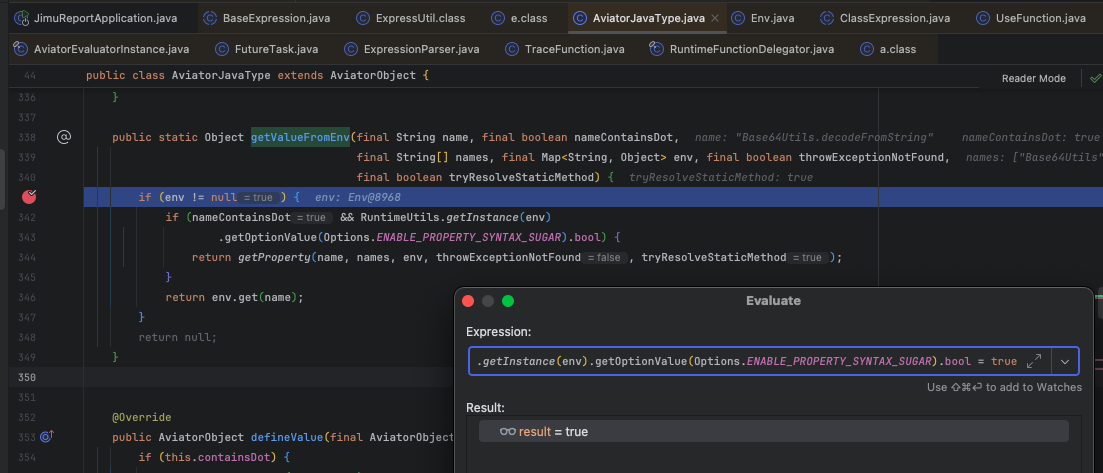 JimuReportApplication.java BaseExpression.java ExpressUtil.class e.class AviatorJavaType.java Env.java ClassExpression.java UseFunction.java
AviatorEvaluatorInstance.java FutureTask.java ExpressionParser.java TraceFunction.java RuntimeFunctionDelegator.java a.class
44 public class AviatorJavaType extends AviatorObject {
Reader Mode
336 }
337
338 @ public static Object getValueFromEnv(final String name, final boolean nameContainsDot, name: "Base64Utils.decodeFromString" nameContainsDot: true
339 final String[] names, final Map<String, Object> env, final boolean throwExceptionNotFound, names: ["Base64Utils"
340 final boolean tryResolveStaticMethod) { tryResolveStaticMethod: true
if (env != null = true ) { env: Env@8968
342 if (nameContainsDot = true && RuntimeUtils.getInstance(env)
343 .getOptionValue(Options.ENABLE_PROPERTY_SYNTAX_SUGAR).bool) {
344 return getProperty(name, names, env, throwExceptionNotFound = false , tryResolveStaticMethod = true );
345 }
346 return env.get(name);
347 }
348 return null;
349 }
350
351
352 @Override
353 public AviatorObject defineValue(final AviatorObject
354 if (this.containsDot) {
Evaluate
Expression:
.getInstance(env).getOptionValue(Options.ENABLE_PROPERTY_SYNTAX_SUGAR).bool = true
Use ⇧⌘⏎ to add to Watches
Result:
result = true